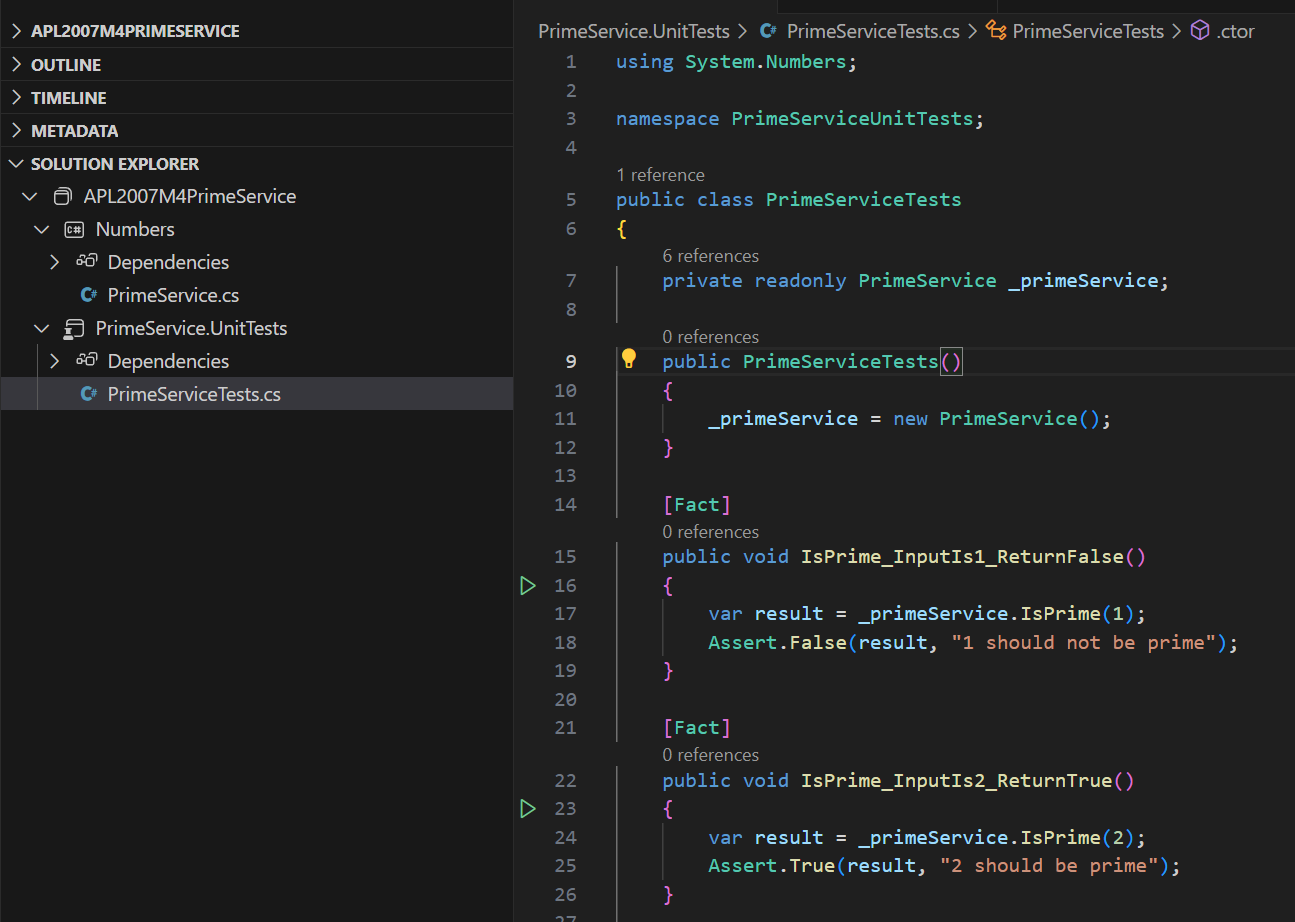 APL2007M4PRIMESERVICE
OUTLINE
TIMELINE
METADATA
SOLUTION EXPLORER
APL2007M4PrimeService
C# Numbers
Dependencies
C# PrimeService.cs
PrimeService.UnitTests
Dependencies
C# PrimeServiceTests.cs
PrimeService.UnitTests > C# PrimeServiceTests.cs > PrimeServiceTests > .ctor
1 using System.Numbers;
2
3 namespace PrimeServiceUnitTests;
4
1 reference
5 public class PrimeServiceTests
6 {
6 references
7 private readonly PrimeService _primeService;
8
0 references
9 public PrimeServiceTests()
10 {
11 _primeService = new PrimeService();
12 }
13
14 [Fact]
0 references
15 public void IsPrime_InputIs1_ReturnFalse()
16 {
17 var result = _primeService.IsPrime(1);
18 Assert.False(result, "1 should not be prime");
19 }
20
21 [Fact]
0 references
22 public void IsPrime_InputIs2_ReturnTrue()
23 {
24 var result = _primeService.IsPrime(2);
25 Assert.True(result, "2 should be prime");
26 }
27